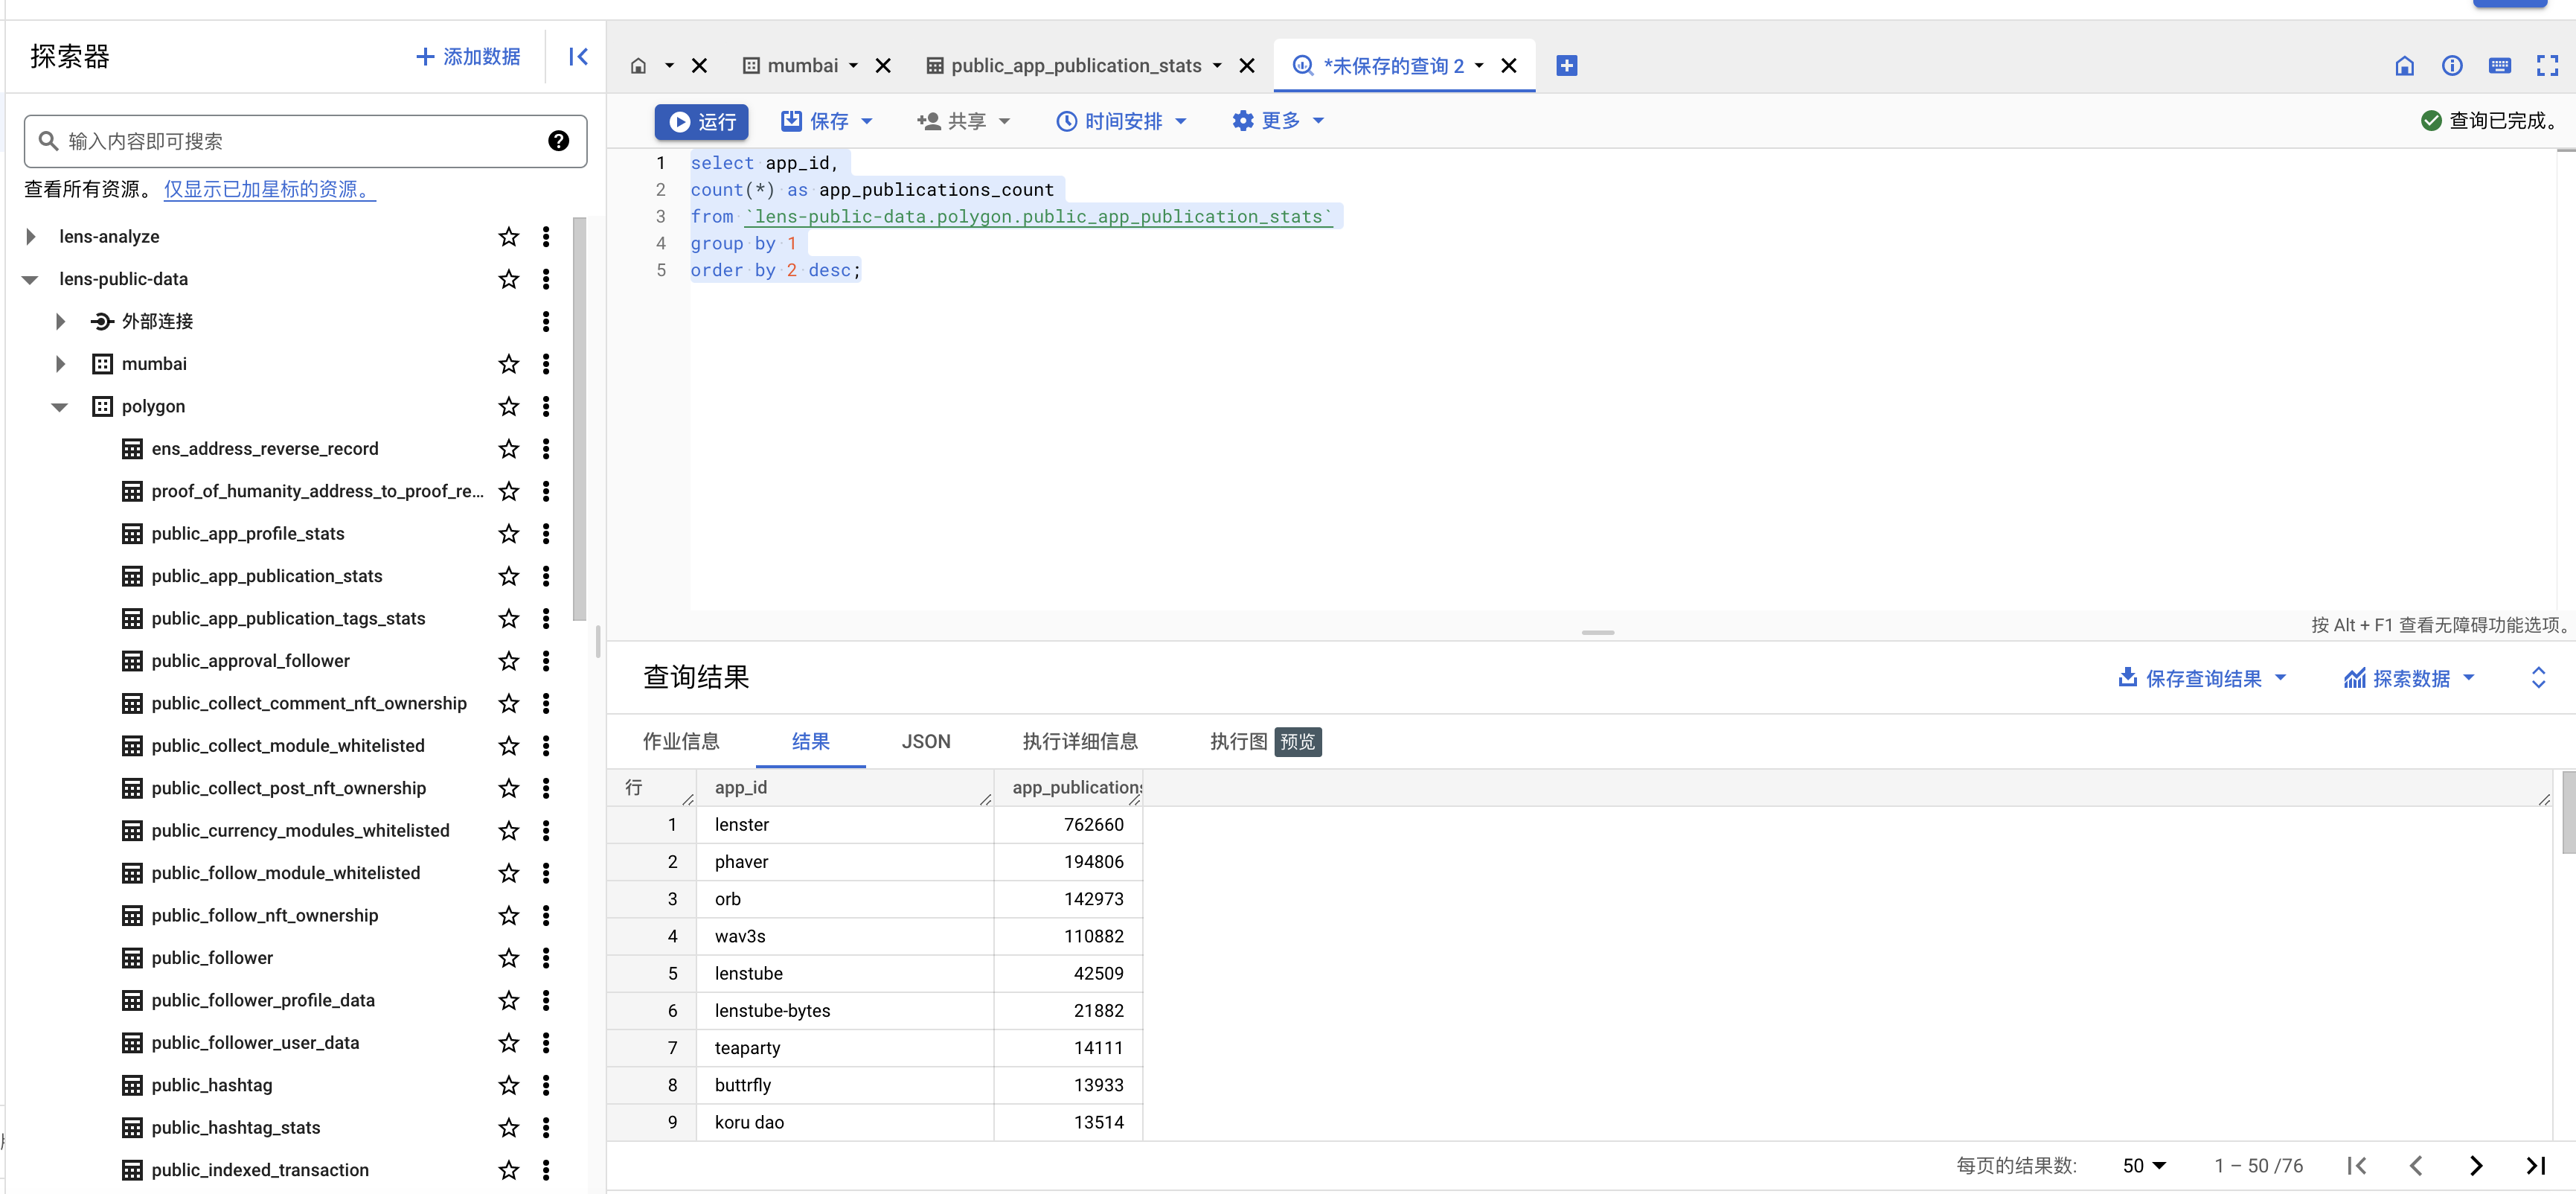 探索器
添加数据
输入内容即可搜索
查看所有资源。 仅显示已加星标的资源。
lens-analyze
lens-public-data
外部连接
mumbai
polygon
ens_address_reverse_record
proof_of_humanity_address_to_proof_re...
public_app_profile_stats
public_app_publication_stats
public_app_publication_tags_stats
public_approval_follower
public_collect_comment_nft_ownership
public_collect_module_whitelisted
public_collect_post_nft_ownership
public_currency_modules_whitelisted
public_follow_module_whitelisted
public_follow_nft_ownership
public_follower
public_follower_profile_data
public_follower_user_data
public_hashtag
public_hashtag_stats
public_indexed_transaction
mumbai public_app_publication_stats *未保存的查询 2
运行 保存 共享 时间安排 更多 查询已完成。
1 select app_id,
2 count(*) as app_publications_count
3 from `lens-public-data.polygon.public_app_publication_stats`
4 group by 1
5 order by 2 desc;
按 Alt + F1 查看无障碍功能选项。
查询结果 保存查询结果 探索数据
作业信息 结果 JSON 执行详细信息 执行图 预览
行 app_id app_publications
1 lenster 762660
2 phaver 194806
3 orb 142973
4 wav3s 110882
5 lenstube 42509
6 lenstube-bytes 21882
7 teaparty 14111
8 buttrfly 13933
9 koru dao 13514
每页的结果数: 50 1 – 50 /76